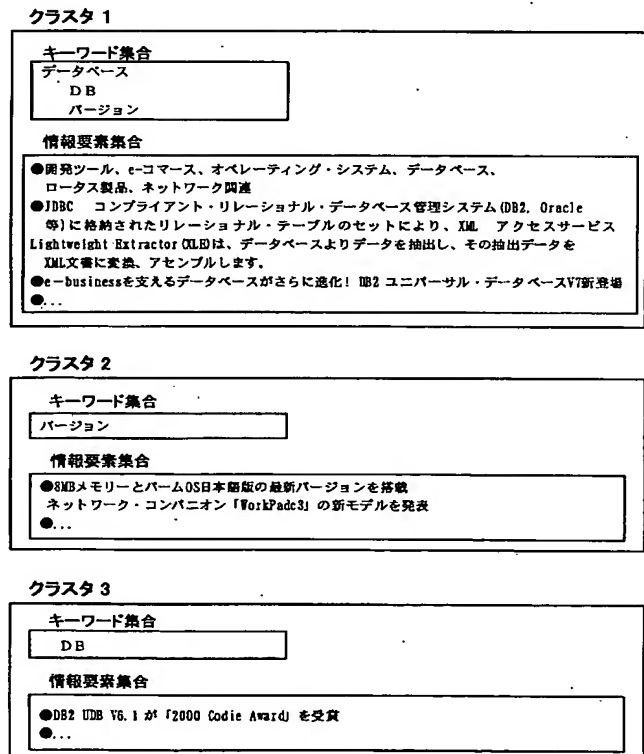 クラスタ 1
キーワード集合
データベース
DB
バージョン
情報要素集合
●開発ツール、e-コマース、オペレーティング・システム、データベース、
ロータス製品、ネットワーク関連
●JDBC コンプライアント・リレーショナル・データベース管理システム(DB2, Oracle
等)に格納されたリレーショナル・テーブルのセットにより、XML アクセスサービス
Lightweight Extractor(XLE)は、データベースよりデータを抽出し、その抽出データを
XML文書に変換、アセンブルします。
●e-businessを支えるデータベースがさらに進化! DB2 ユニバーサル・データベースV7新登場
●...
クラスタ 2
キーワード集合
バージョン
情報要素集合
●8MBメモリーとパームOS日本語版の最新バージョンを搭載
ネットワーク・コンパニオン「WorkPadc3」の新モデルを発表
●...
クラスタ 3
キーワード集合
DB
情報要素集合
●DB2 UDB V6.1 が「2000 Codie Award」を受賞
●...